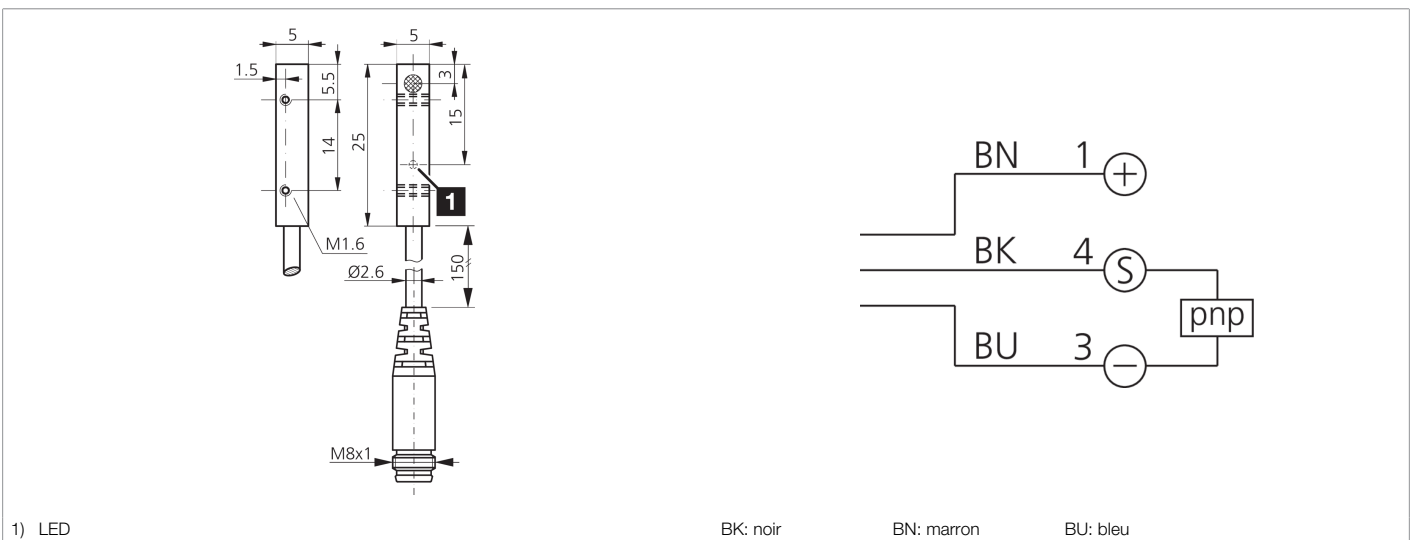 5 5
1.5 5.5 3
14 25 15
1
M1.6
Ø2.6 150
M8x1
BN 1 +
BK 4 S
pnp
BU 3 −
1) LED BK: noir BN: marron BU: bleu